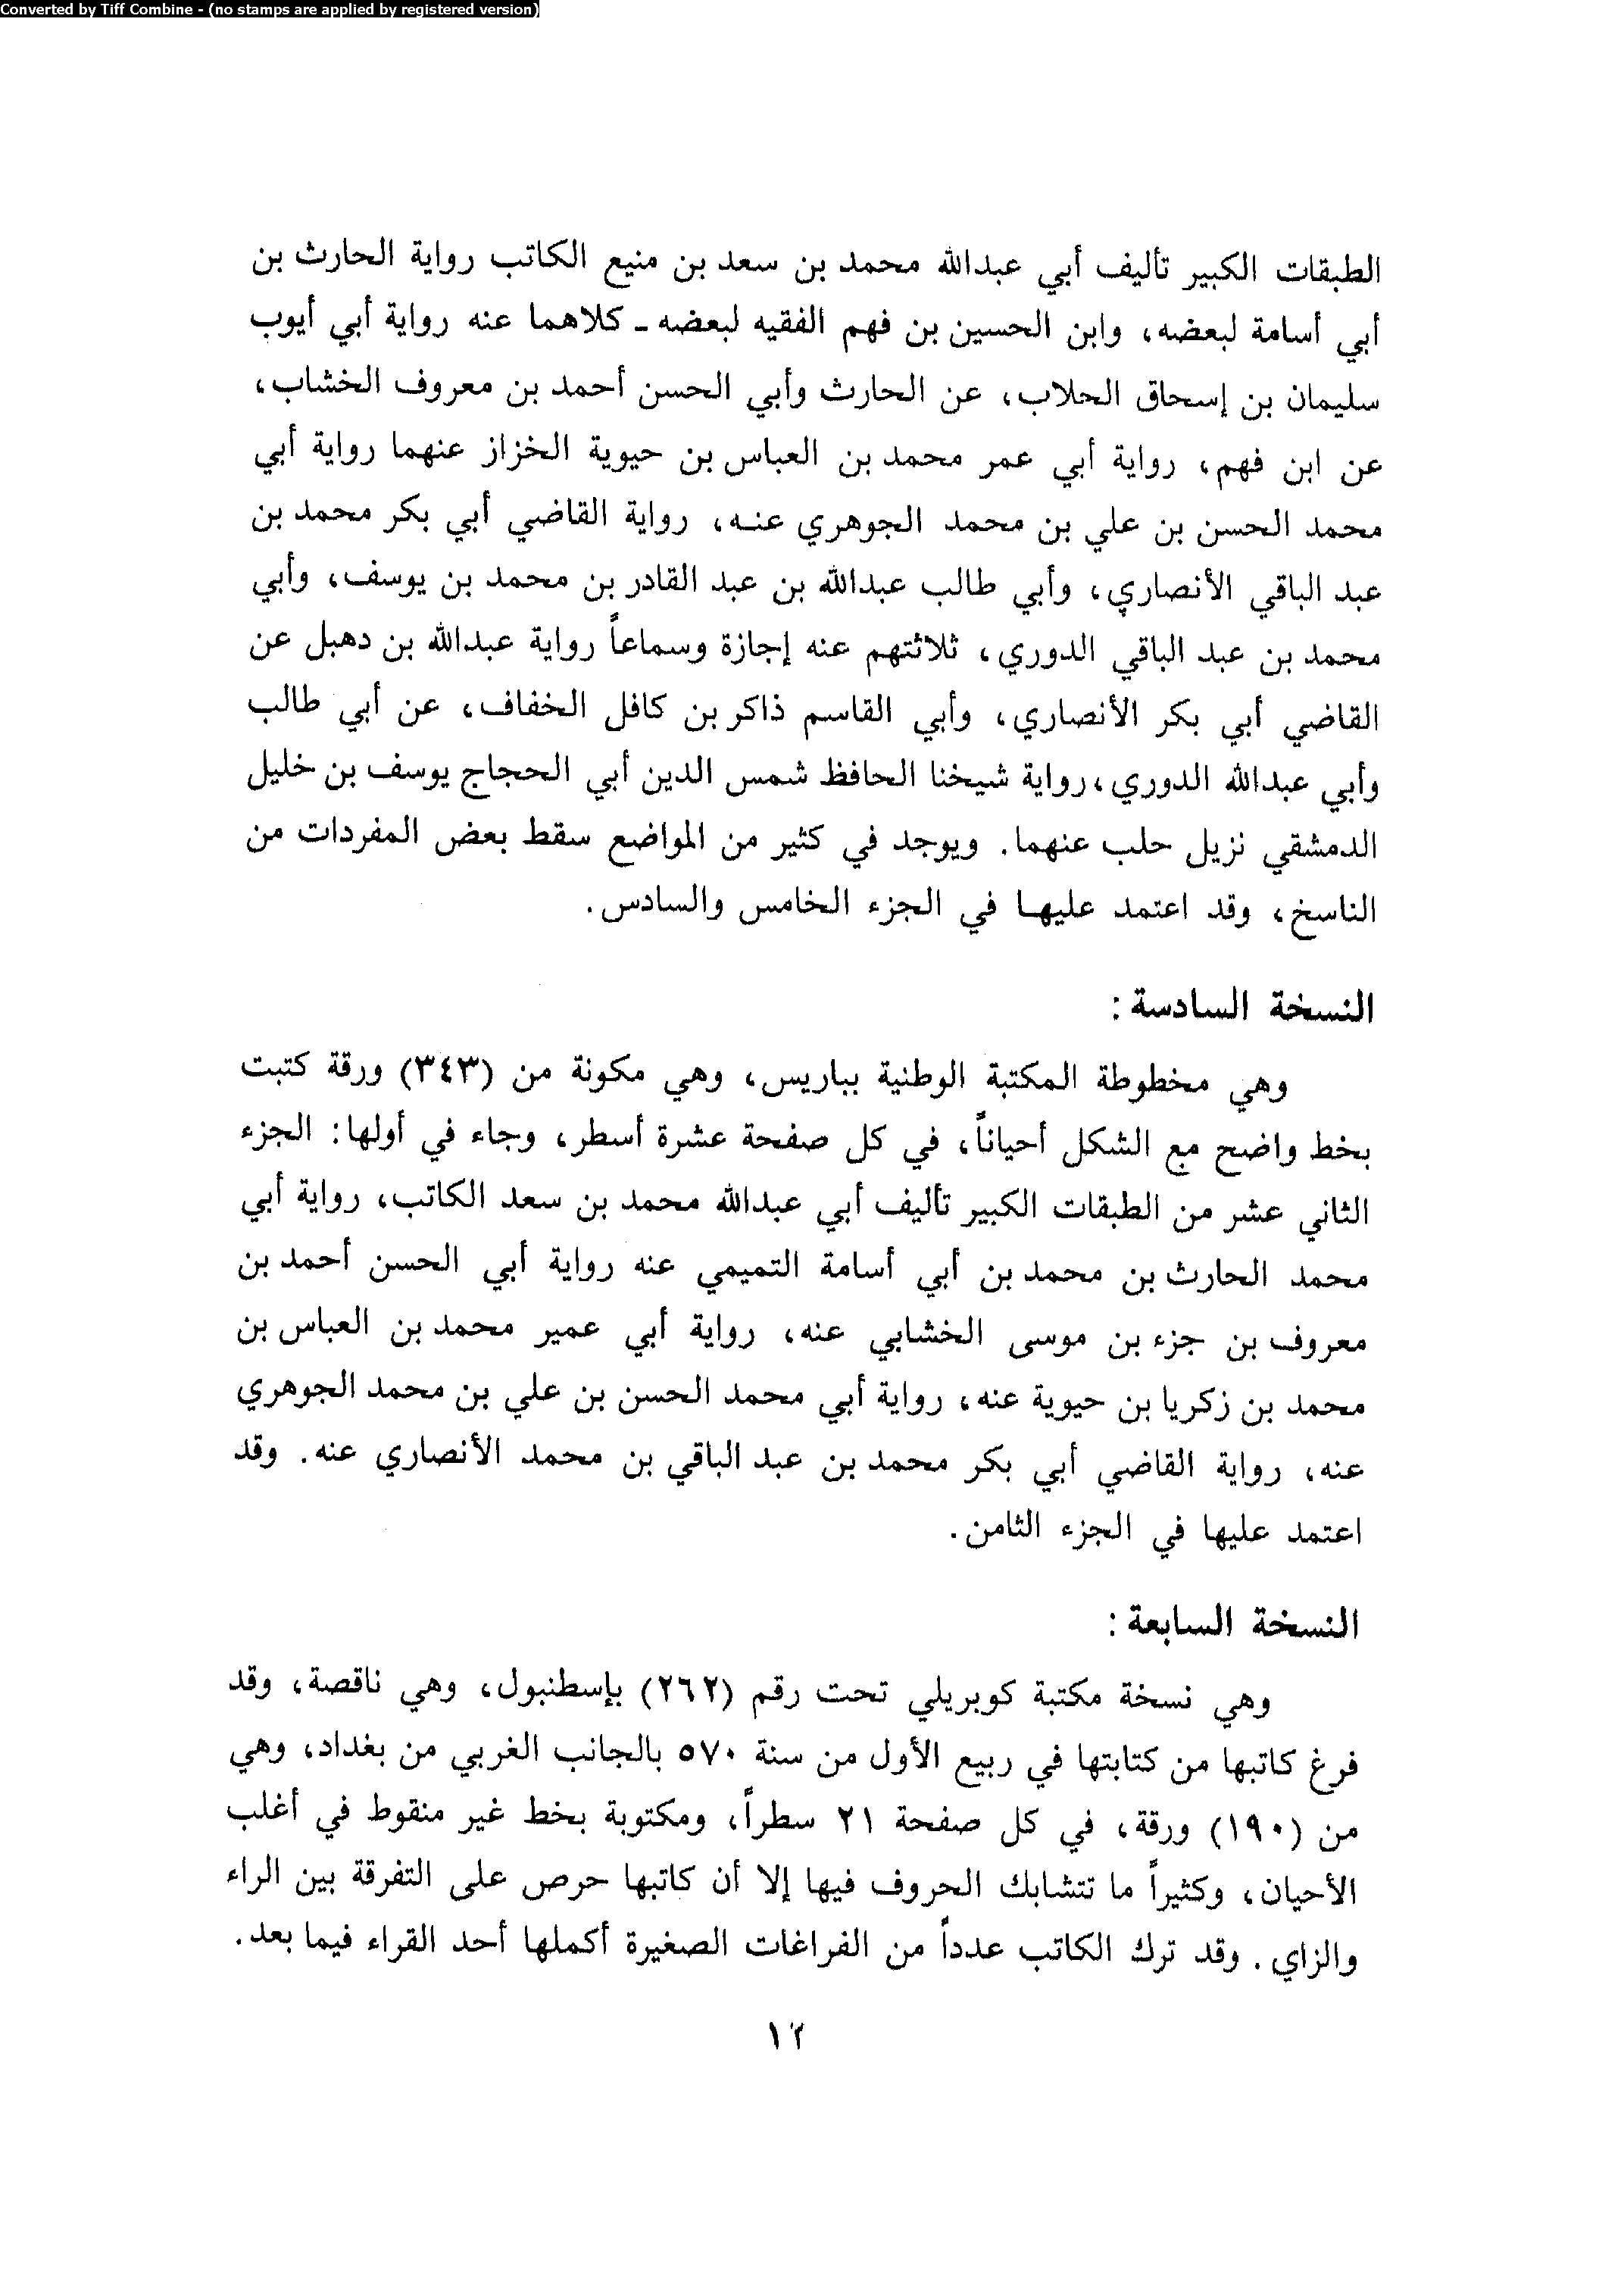 Converted by Tiff Combine - (no stamps are applied by registered version)
الطبقات الكبير تأليف أبي عبدالله محمد بن سعد بن منيع الكاتب رواية الحارث بن
أبي أسامة لبعضه، وابن الحسين بن فهم الفقيه لبعضه ـ كلاهما عنه رواية أبي أيوب
سليمان بن إسحاق الحلاب، عن الحارث وأبي الحسن أحمد بن معروف الخشاب،
عن ابن فهم، رواية أبي عمر محمد بن العباس بن حيوية الخزاز عنهما رواية أبي
محمد الحسن بن علي بن محمد الجوهري عنه، رواية القاضي أبي بكر محمد بن
عبد الباقي الأنصاري، وأبي طالب عبدالله بن عبد القادر بن محمد بن يوسف، وأبي
محمد بن عبد الباقي الدوري، ثلاثتهم عنه إجازة وسماعاً رواية عبدالله بن دهبل عن
القاضي أبي بكر الأنصاري، وأبي القاسم ذاكر بن كافل الخفاف، عن أبي طالب
وأبي عبدالله الدوري، رواية شيخنا الحافظ شمس الدين أبي الحجاج يوسف بن خليل
الدمشقي نزيل حلب عنهما. ويوجد في كثير من المواضع سقط بعض المفردات من
الناسخ، وقد اعتمد عليها في الجزء الخامس والسادس.
النسخة السادسة:
وهي مخطوطة المكتبة الوطنية بباريس، وهي مكونة من (٣٤٣) ورقة كتبت
بخط واضح مع الشكل أحياناً، في كل صفحة عشرة أسطر، وجاء في أولها: الجزء
الثاني عشر من الطبقات الكبير تأليف أبي عبدالله محمد بن سعد الكاتب، رواية أبي
محمد الحارث بن محمد بن أبي أسامة التميمي عنه رواية أبي الحسن أحمد بن
معروف بن جزء بن موسى الخشابي عنه، رواية أبي عمير محمد بن العباس بن
محمد بن زكريا بن حيوية عنه، رواية أبي محمد الحسن بن علي بن محمد الجوهري
عنه، رواية القاضي أبي بكر محمد بن عبد الباقي بن محمد الأنصاري عنه. وقد
اعتمد عليها في الجزء الثامن.
النسخة السابعة:
وهي نسخة مكتبة كوبريلي تحت رقم (٢٦٢) بإسطنبول، وهي ناقصة، وقد
فرغ كاتبها من كتابتها في ربيع الأول من سنة ٥٧٠ بالجانب الغربي من بغداد، وهي
من (١٩٠) ورقة، في كل صفحة ٢١ سطراً، ومكتوبة بخط غير منقوط في أغلب
الأحيان، وكثيراً ما تتشابك الحروف فيها إلا أن كاتبها حرص على التفرقة بين الراء
والزاي. وقد ترك الكاتب عدداً من الفراغات الصغيرة أكملها أحد القراء فيما بعد.
١٢